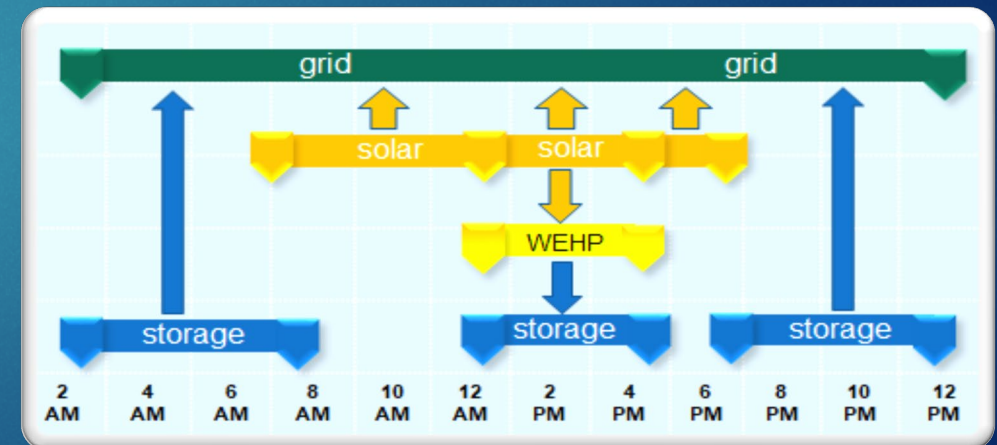 grid grid
solar solar
WEHP
storage storage storage
2 4 6 8 10 12 2 4 6 8 10 12
AM AM AM AM AM AM PM PM PM PM PM PM